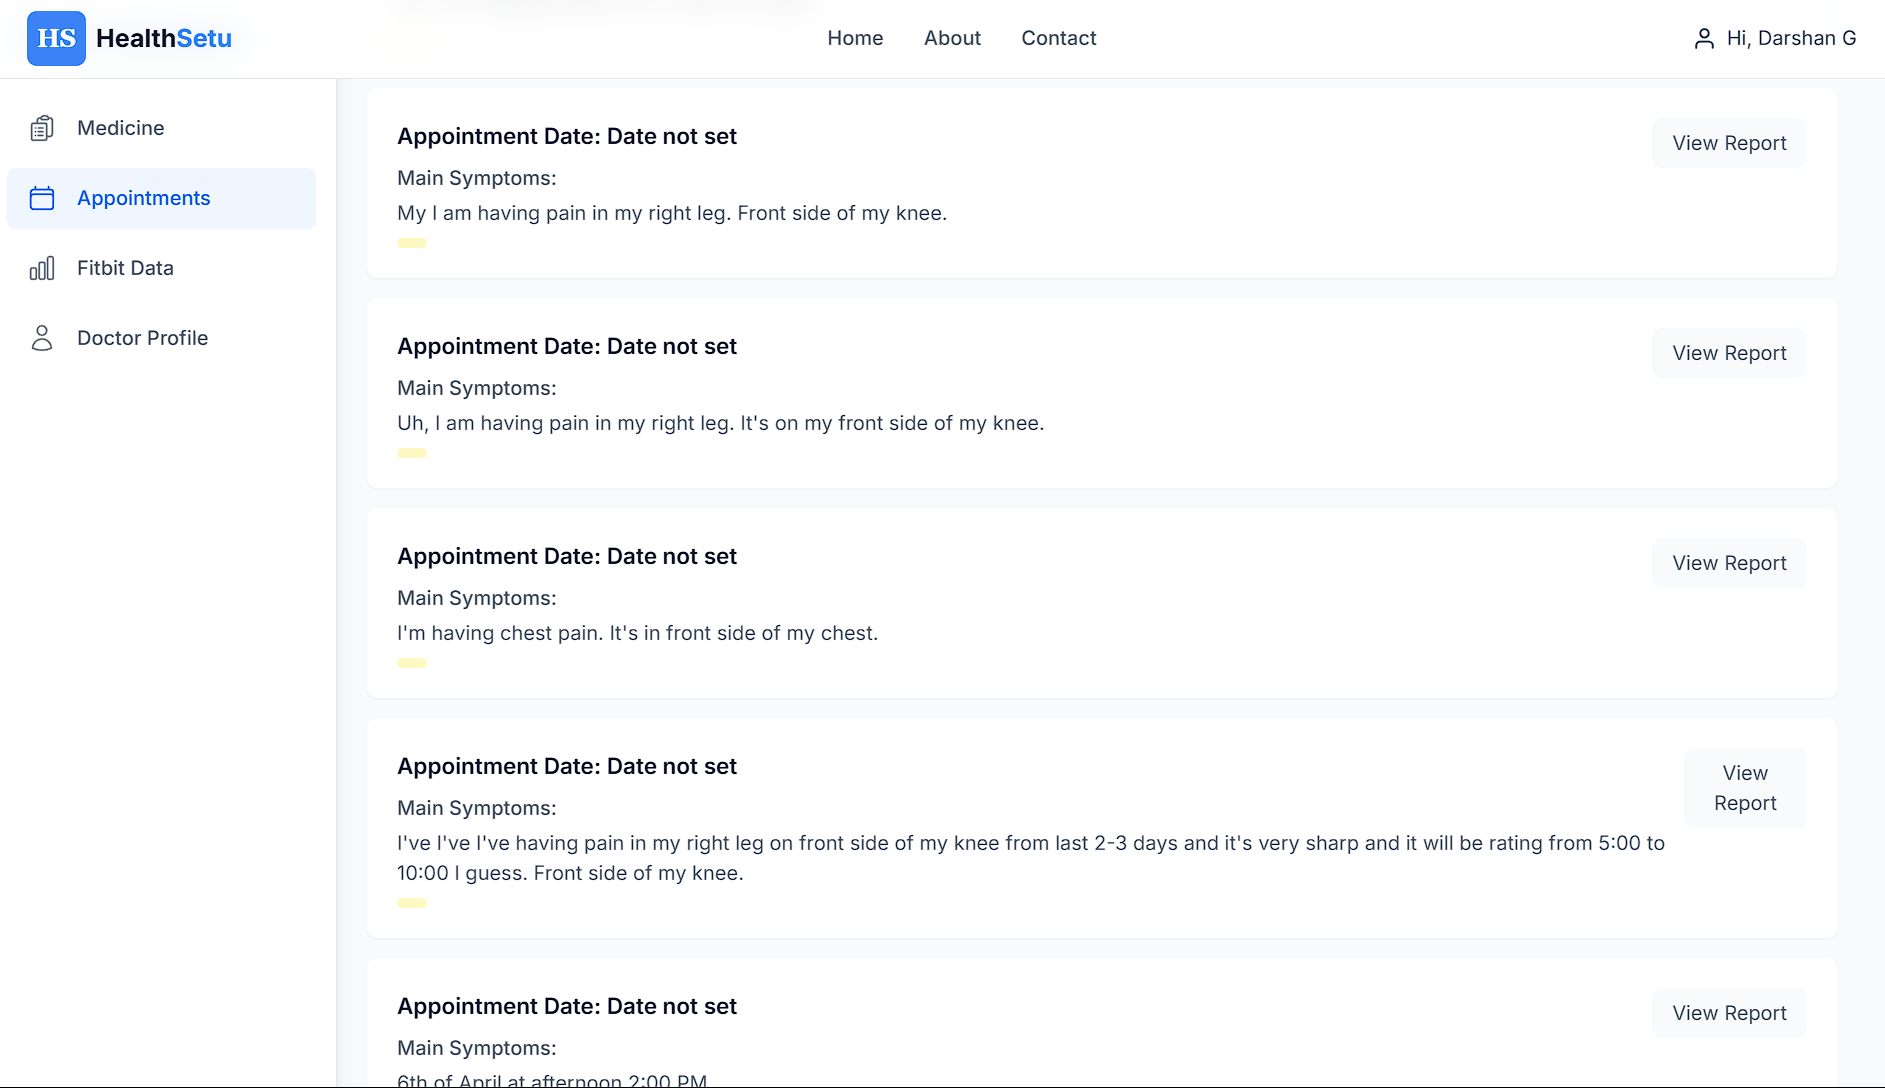 HS HealthSetu
Home
About
Contact
Hi, Darshan G
Medicine
Appointments
Fitbit Data
Doctor Profile
Appointment Date: Date not set
View Report
Main Symptoms:
My I am having pain in my right leg. Front side of my knee.
Appointment Date: Date not set
View Report
Main Symptoms:
Uh, I am having pain in my right leg. It's on my front side of my knee.
Appointment Date: Date not set
View Report
Main Symptoms:
I'm having chest pain. It's in front side of my chest.
Appointment Date: Date not set
View
Report
Main Symptoms:
I've I've I've having pain in my right leg on front side of my knee from last 2-3 days and it's very sharp and it will be rating from 5:00 to
10:00 I guess. Front side of my knee.
Appointment Date: Date not set
View Report
Main Symptoms:
6th of April at afternoon 2:00 PM